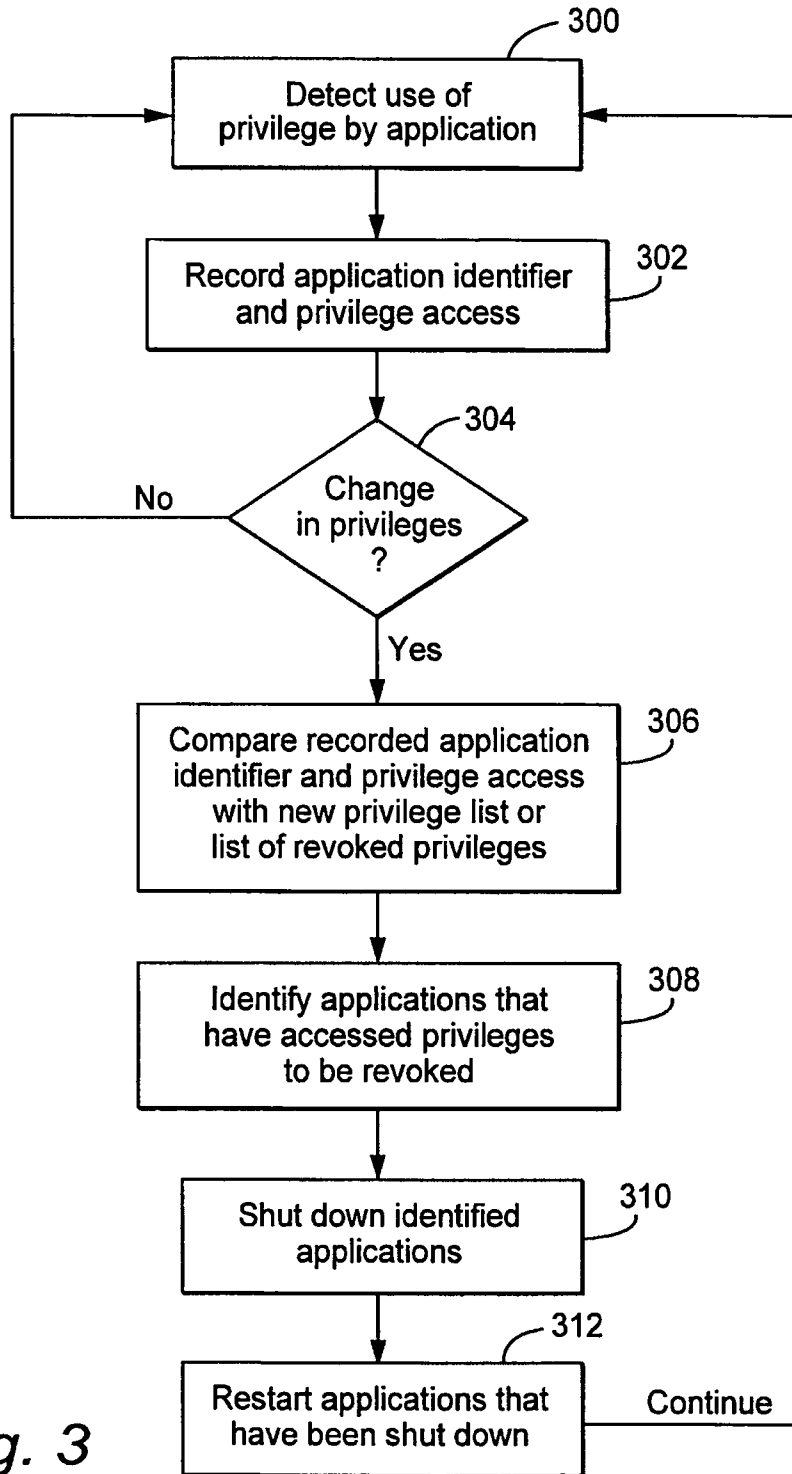 300
Detect use of
privilege by application
Record application identifier
and privilege access
302
304
Change
in privileges
?
No
Yes
Compare recorded application
identifier and privilege access
with new privilege list or
list of revoked privileges
306
Identify applications that
have accessed privileges
to be revoked
308
Shut down identified
applications
310
312
Restart applications that
have been shut down
Continue
g. 3